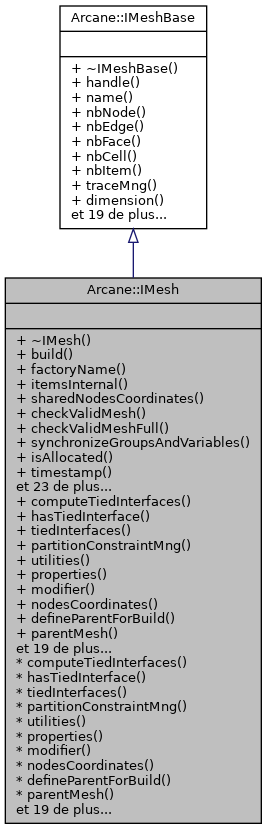 Arcane::IMeshBase
+ ~IMeshBase()
+ handle()
+ name()
+ nbNode()
+ nbEdge()
+ nbFace()
+ nbCell()
+ nbItem()
+ traceMng()
+ dimension()
et 19 de plus...
Arcane::IMesh
+ ~IMesh()
+ build()
+ factoryName()
+ itemsInternal()
+ sharedNodesCoordinates()
+ checkValidMesh()
+ checkValidMeshFull()
+ synchronizeGroupsAndVariables()
+ isAllocated()
+ timestamp()
et 23 de plus...
+ computeTiedInterfaces()
+ hasTiedInterface()
+ tiedInterfaces()
+ partitionConstraintMng()
+ utilities()
+ properties()
+ modifier()
+ nodesCoordinates()
+ defineParentForBuild()
+ parentMesh()
et 19 de plus...
* computeTiedInterfaces()
* hasTiedInterface()
* tiedInterfaces()
* partitionConstraintMng()
* utilities()
* properties()
* modifier()
* nodesCoordinates()
* defineParentForBuild()
* parentMesh()
et 19 de plus...